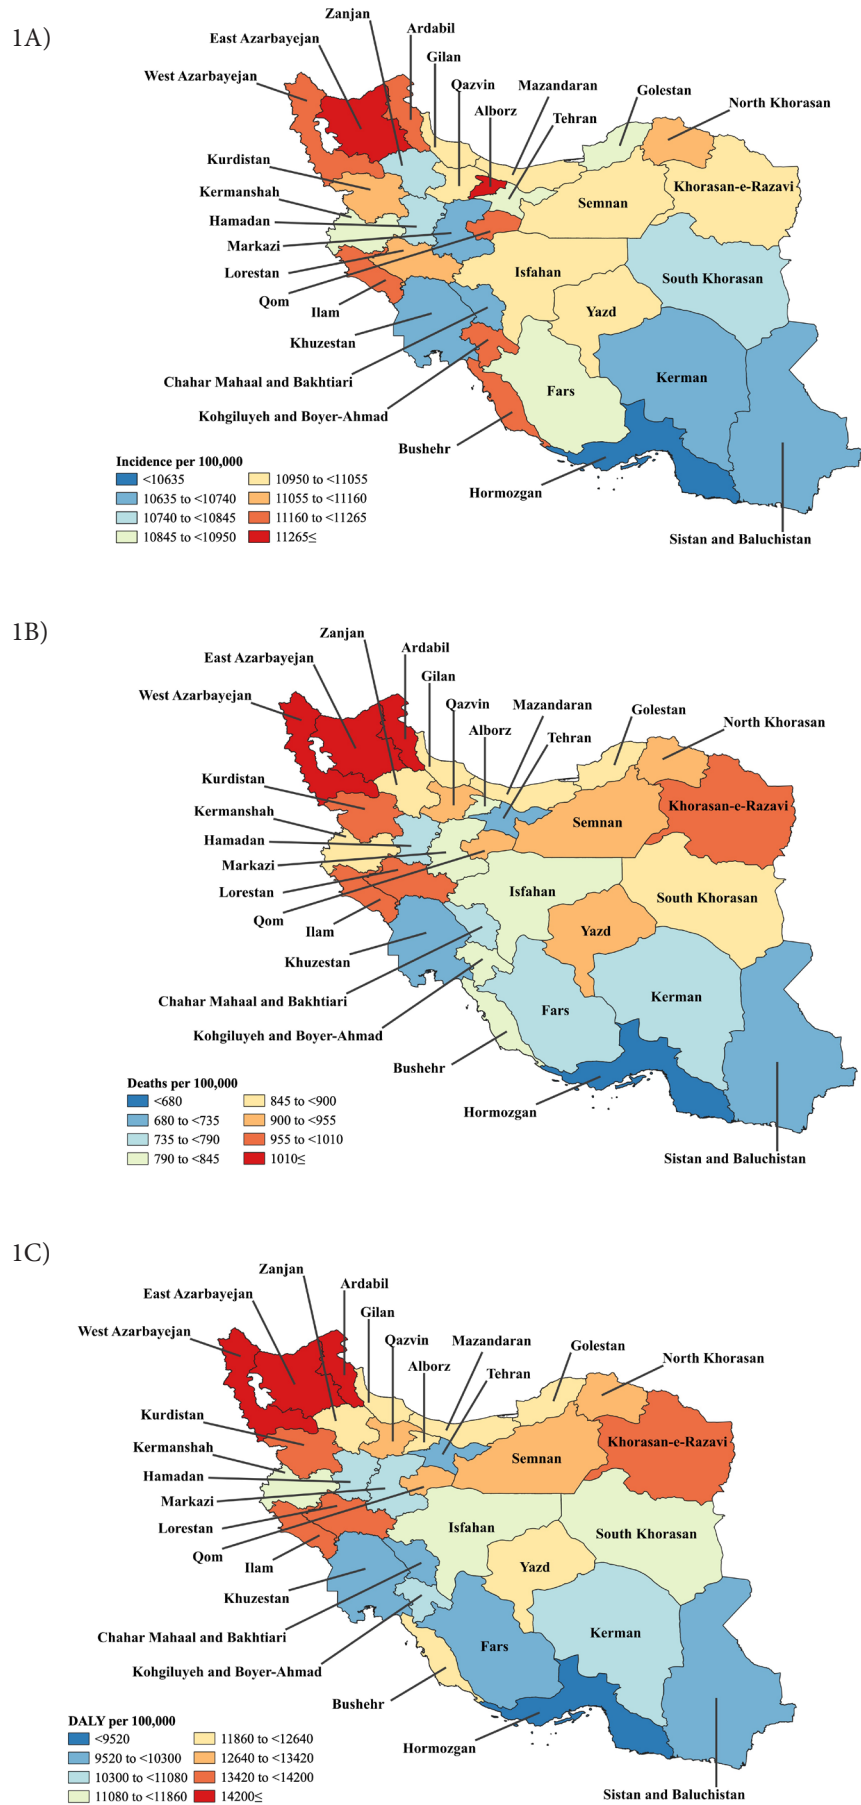 1A)
Zanjan
Ardabil
East Azarbayejan
Gilan
West Azarbayejan
Qazvin
Mazandaran
Golestan
North Khorasan
Alborz
Tehran
Kurdistan
Khorasan-e-Razavi
Kermanshah
Semnan
Hamadan
Markazi
Lorestan
Isfahan
South Khorasan
Qom
Ilam
Yazd
Khuzestan
Chahar Mahaal and Bakhtiari
Kerman
Fars
Kohgiluyeh and Boyer-Ahmad
Bushehr
Hormozgan
Sistan and Baluchistan
Incidence per 100,000
<10635
10635 to <10740
10740 to <10845
10845 to <10950
10950 to <11055
11055 to <11160
11160 to <11265
11265≤
1B)
Zanjan
Ardabil
East Azarbayejan
Gilan
West Azarbayejan
Qazvin
Mazandaran
Golestan
North Khorasan
Alborz
Tehran
Kurdistan
Khorasan-e-Razavi
Kermanshah
Semnan
Hamadan
Markazi
Lorestan
Isfahan
South Khorasan
Qom
Ilam
Yazd
Khuzestan
Chahar Mahaal and Bakhtiari
Kerman
Fars
Kohgiluyeh and Boyer-Ahmad
Bushehr
Hormozgan
Sistan and Baluchistan
Deaths per 100,000
<680
680 to <735
735 to <790
790 to <845
845 to <900
900 to <955
955 to <1010
1010≤
1C)
Zanjan
Ardabil
East Azarbayejan
Gilan
West Azarbayejan
Qazvin
Mazandaran
Golestan
North Khorasan
Alborz
Tehran
Kurdistan
Khorasan-e-Razavi
Kermanshah
Semnan
Hamadan
Markazi
Lorestan
Isfahan
South Khorasan
Qom
Ilam
Yazd
Khuzestan
Chahar Mahaal and Bakhtiari
Kerman
Fars
Kohgiluyeh and Boyer-Ahmad
Bushehr
Hormozgan
Sistan and Baluchistan
DALY per 100,000
<9520
9520 to <10300
10300 to <11080
11080 to <11860
11860 to <12640
12640 to <13420
13420 to <14200
14200≤